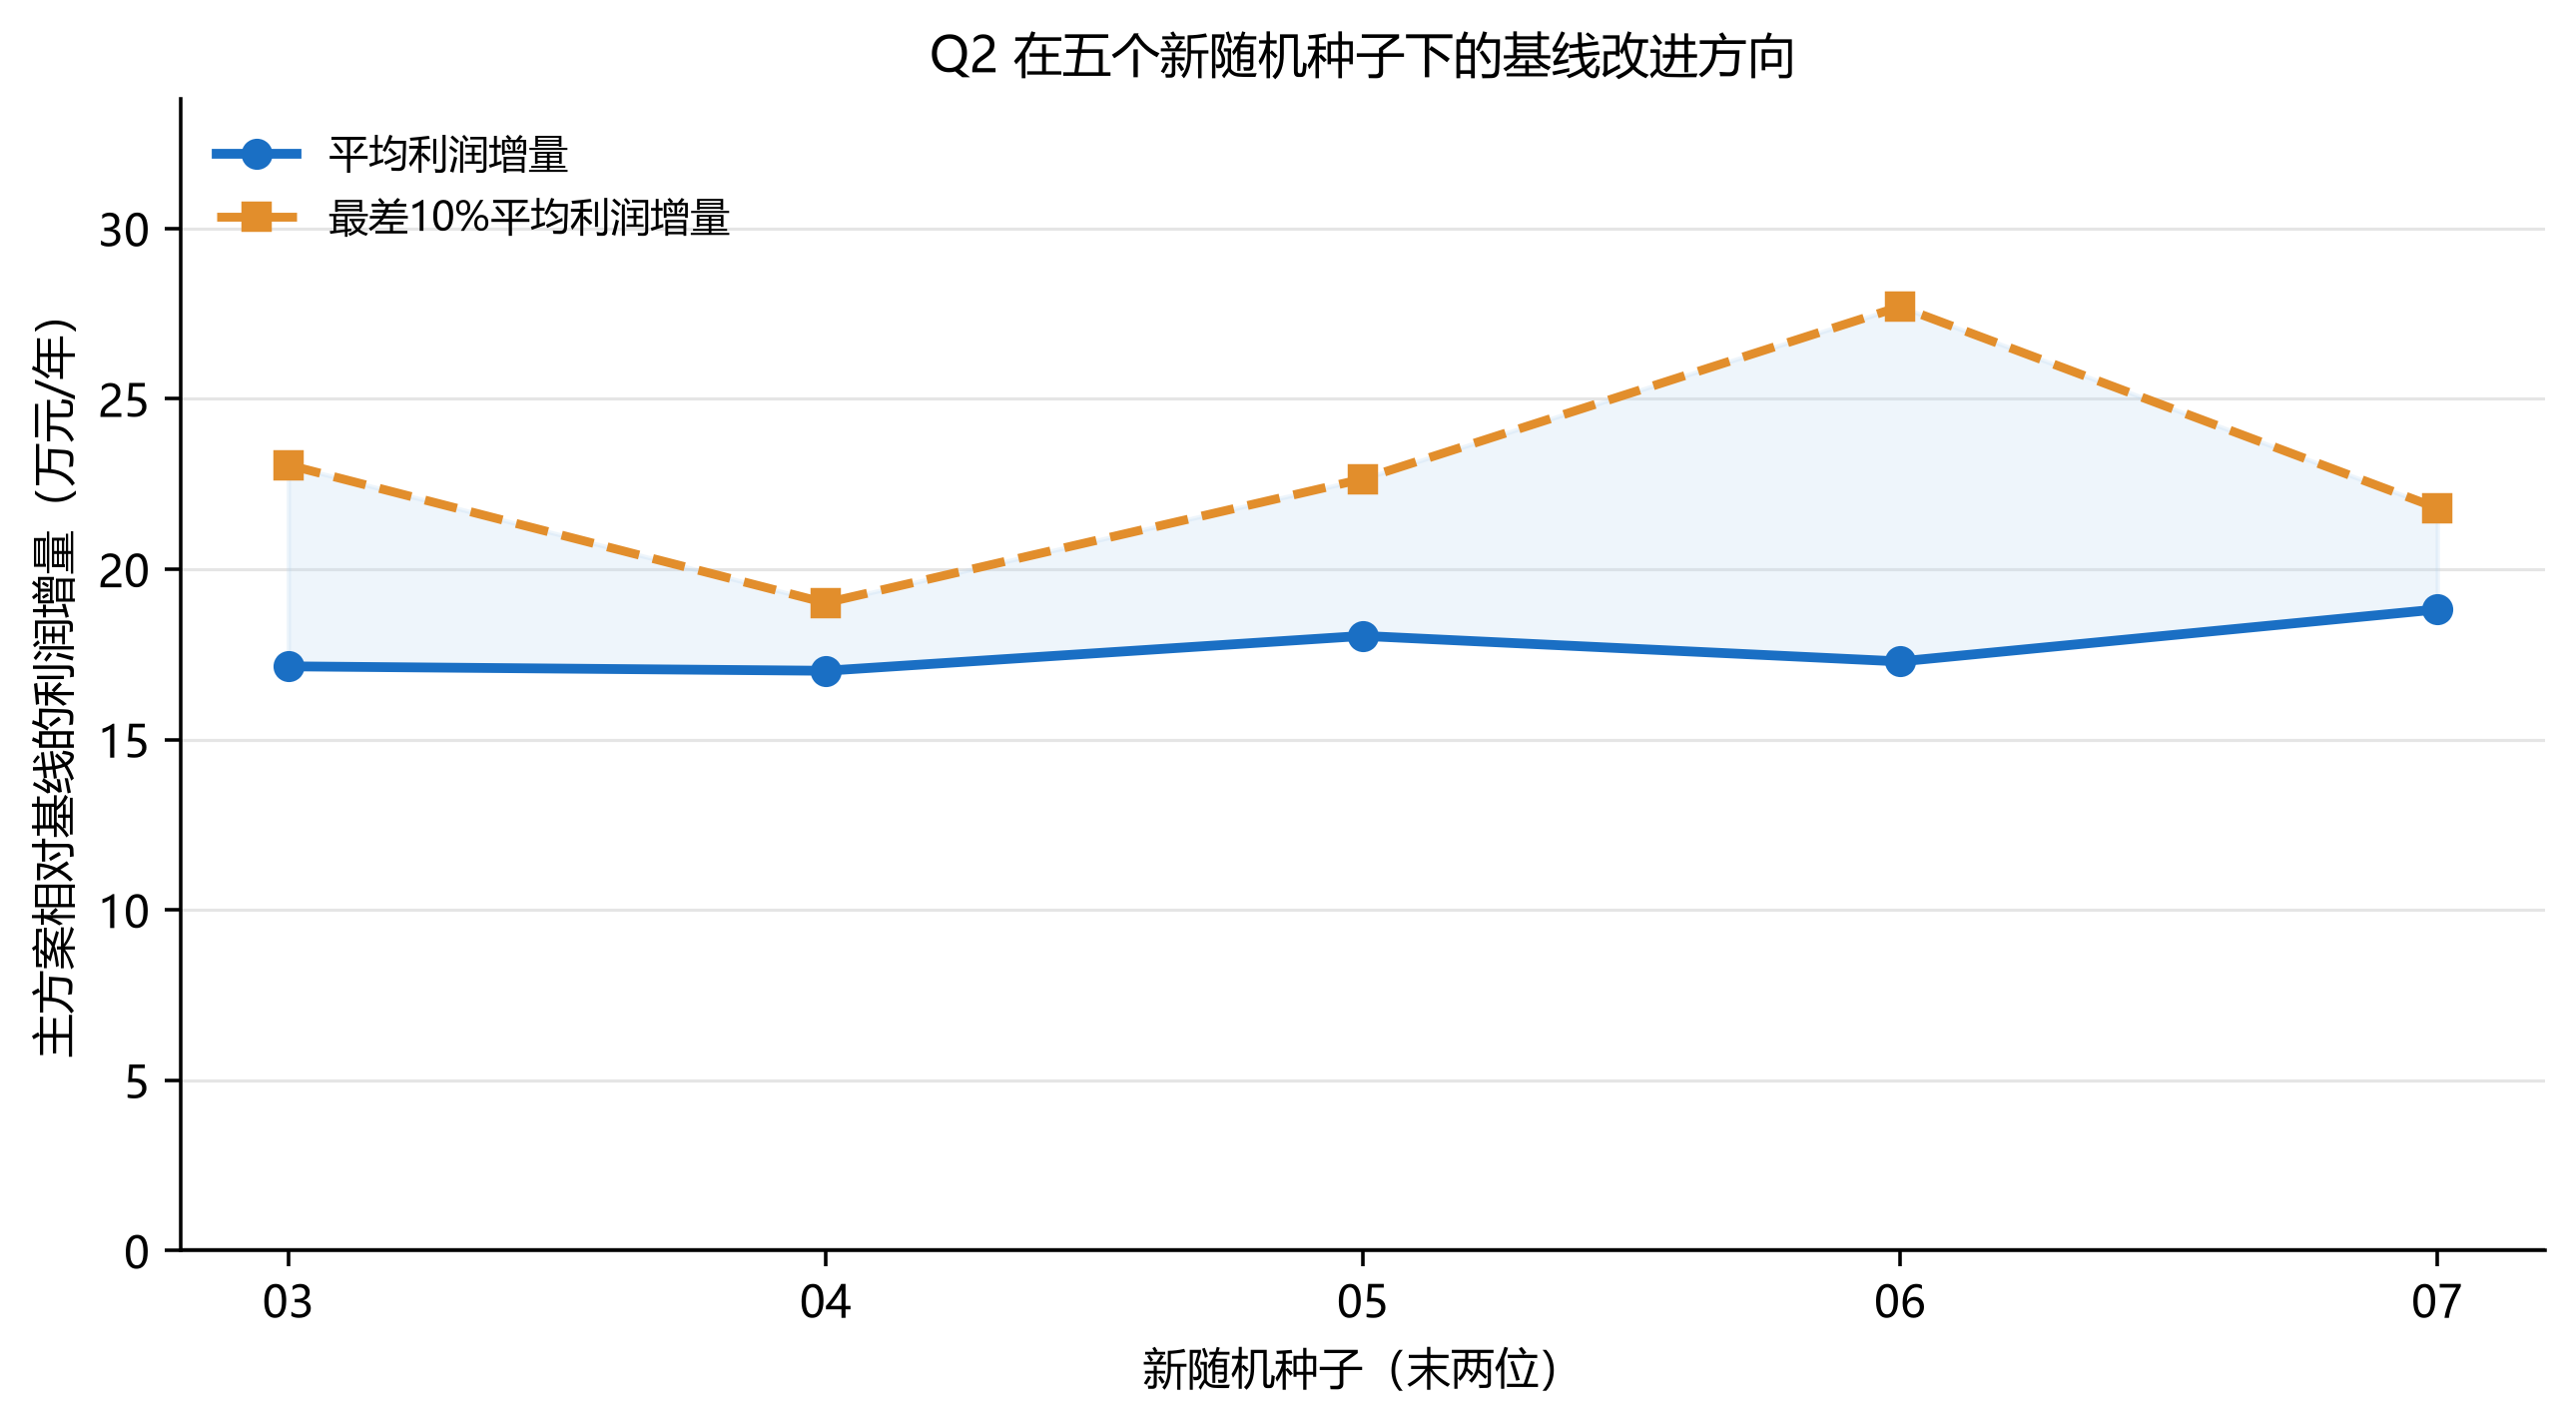 Q2 在五个新随机种子下的基线改进方向
平均利润增量
最差10%平均利润增量
主方案相对基线的利润增量（万元/年）
30
25
20
15
10
5
0
03 04 05 06 07
新随机种子（末两位）